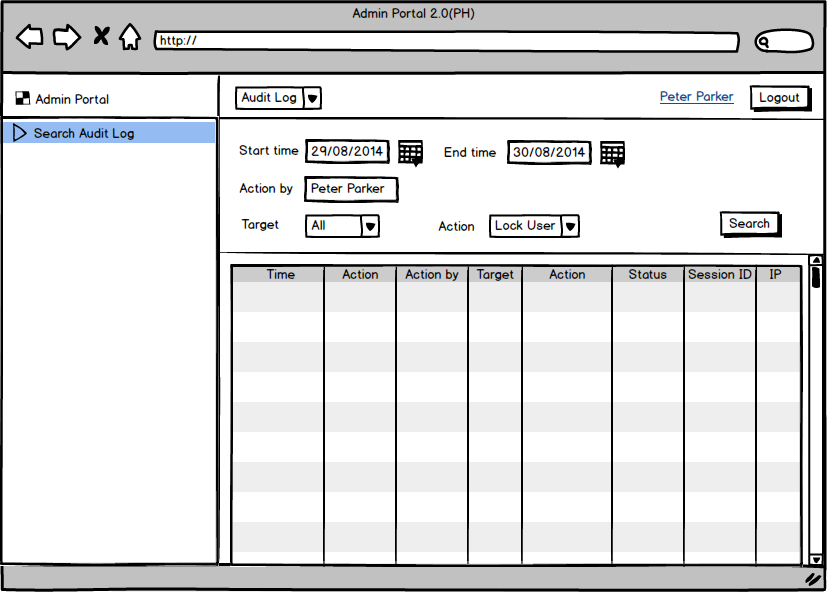 Admin Portal 2.0(PH)
http://
Admin Portal
Audit Log
Peter Parker
Logout
Search Audit Log
Start time 29/08/2014 End time 30/08/2014
Action by Peter Parker
Target All Action Lock User Search
Time Action Action by Target Action Status Session ID IP